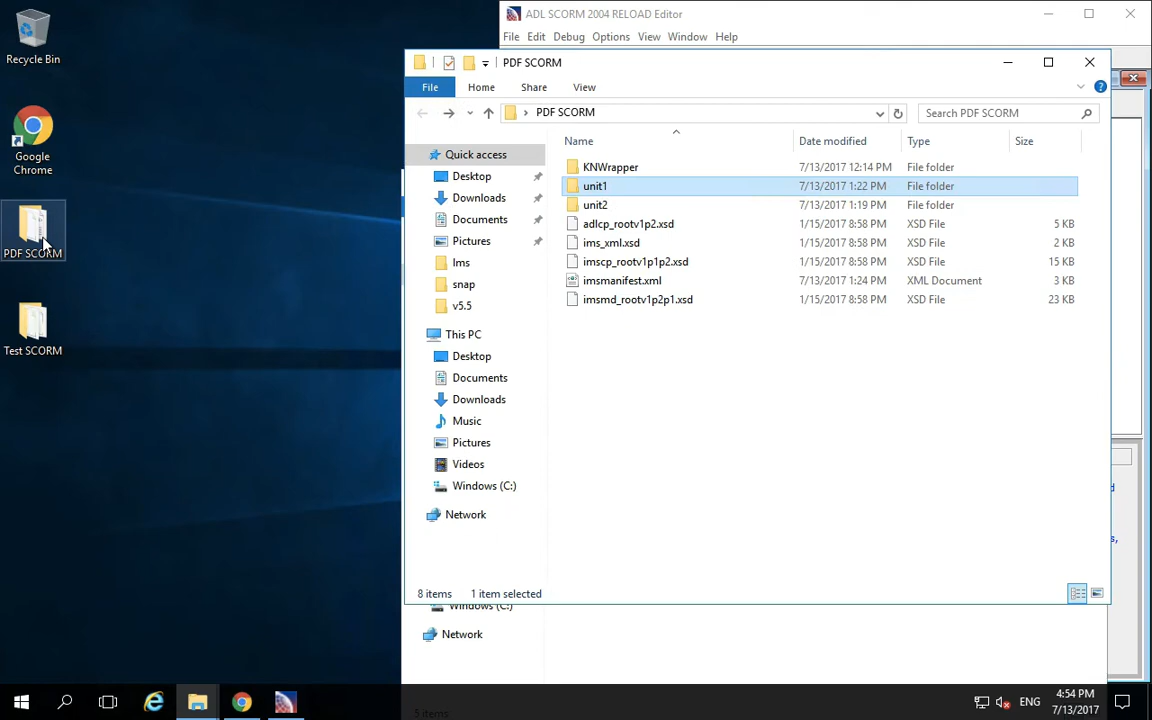 Recycle Bin
Google
Chrome
PDF SCORM
Test SCORM
ADL SCORM 2004 RELOAD Editor
File Edit Debug Options View Window Help
PDF SCORM
File Home Share View
PDF SCORM
Search PDF SCORM
Name Date modified Type Size
Quick access
Desktop
Downloads
Documents
Pictures
lms
snap
v5.5
This PC
Desktop
Documents
Downloads
Music
Pictures
Videos
Windows (C:)
Network
KNWrapper 7/13/2017 12:14 PM File folder
unit1 7/13/2017 1:22 PM File folder
unit2 7/13/2017 1:19 PM File folder
adlcp_rootv1p2.xsd 1/15/2017 8:58 PM XSD File 5 KB
ims_xml.xsd 1/15/2017 8:58 PM XSD File 2 KB
imscp_rootv1p1p2.xsd 1/15/2017 8:58 PM XSD File 15 KB
imsmanifest.xml 7/13/2017 1:24 PM XML Document 3 KB
imsmd_rootv1p2p1.xsd 1/15/2017 8:58 PM XSD File 23 KB
8 items 1 item selected
Windows (C:)
Network
5 items
ENG
4:54 PM
7/13/2017